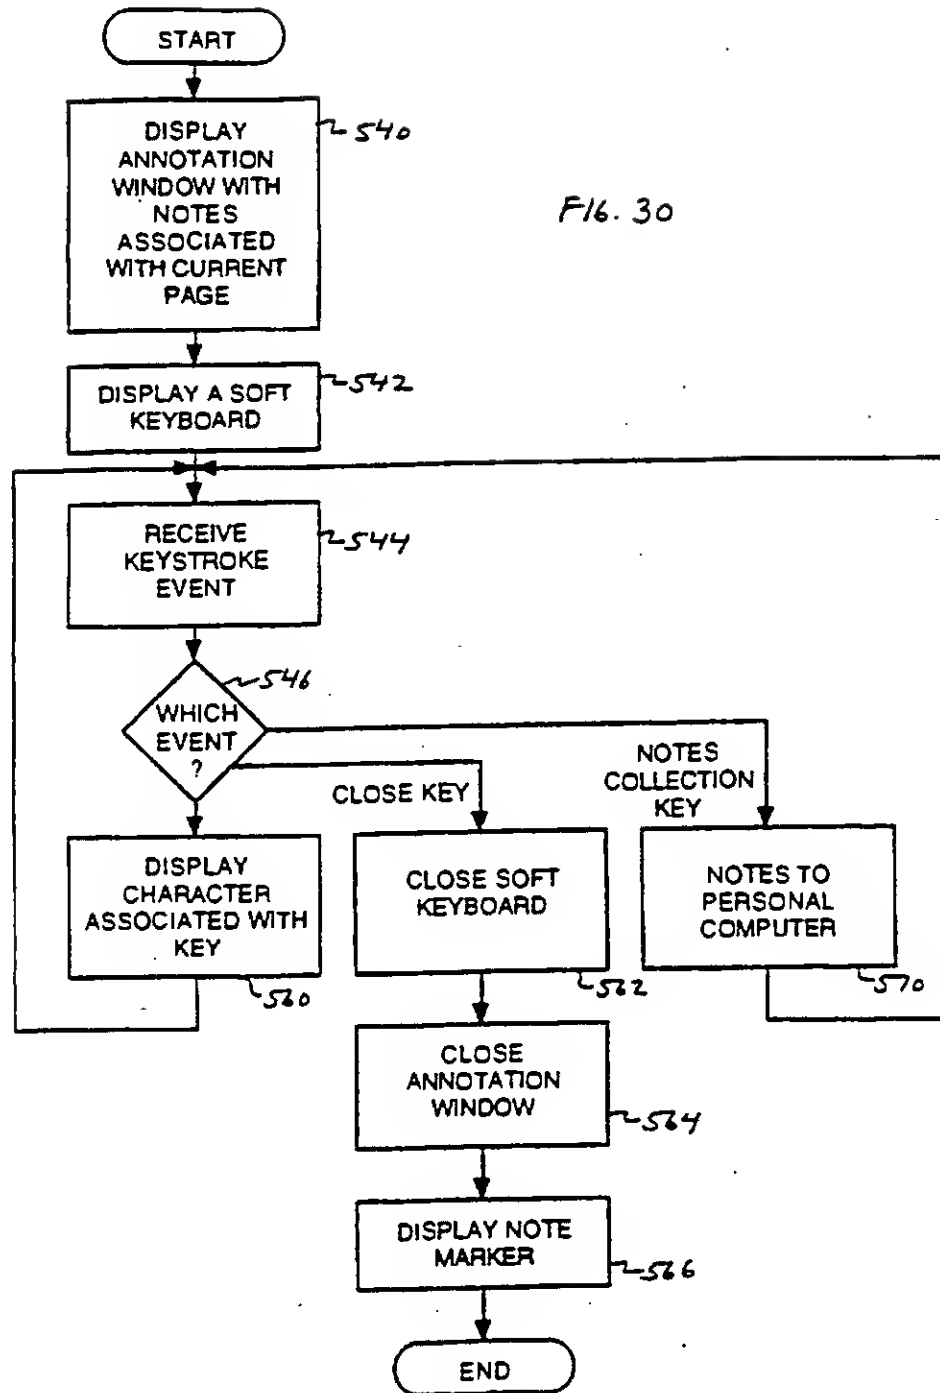 START
DISPLAY
ANNOTATION
WINDOW WITH
NOTES
ASSOCIATED
WITH CURRENT
PAGE
540
FIG. 30
DISPLAY A SOFT
KEYBOARD
542
RECEIVE
KEYSTROKE
EVENT
544
WHICH
EVENT
?
546
CLOSE KEY
NOTES
COLLECTION
KEY
DISPLAY
CHARACTER
ASSOCIATED WITH
KEY
560
CLOSE SOFT
KEYBOARD
562
NOTES TO
PERSONAL
COMPUTER
570
CLOSE
ANNOTATION
WINDOW
564
DISPLAY NOTE
MARKER
566
END